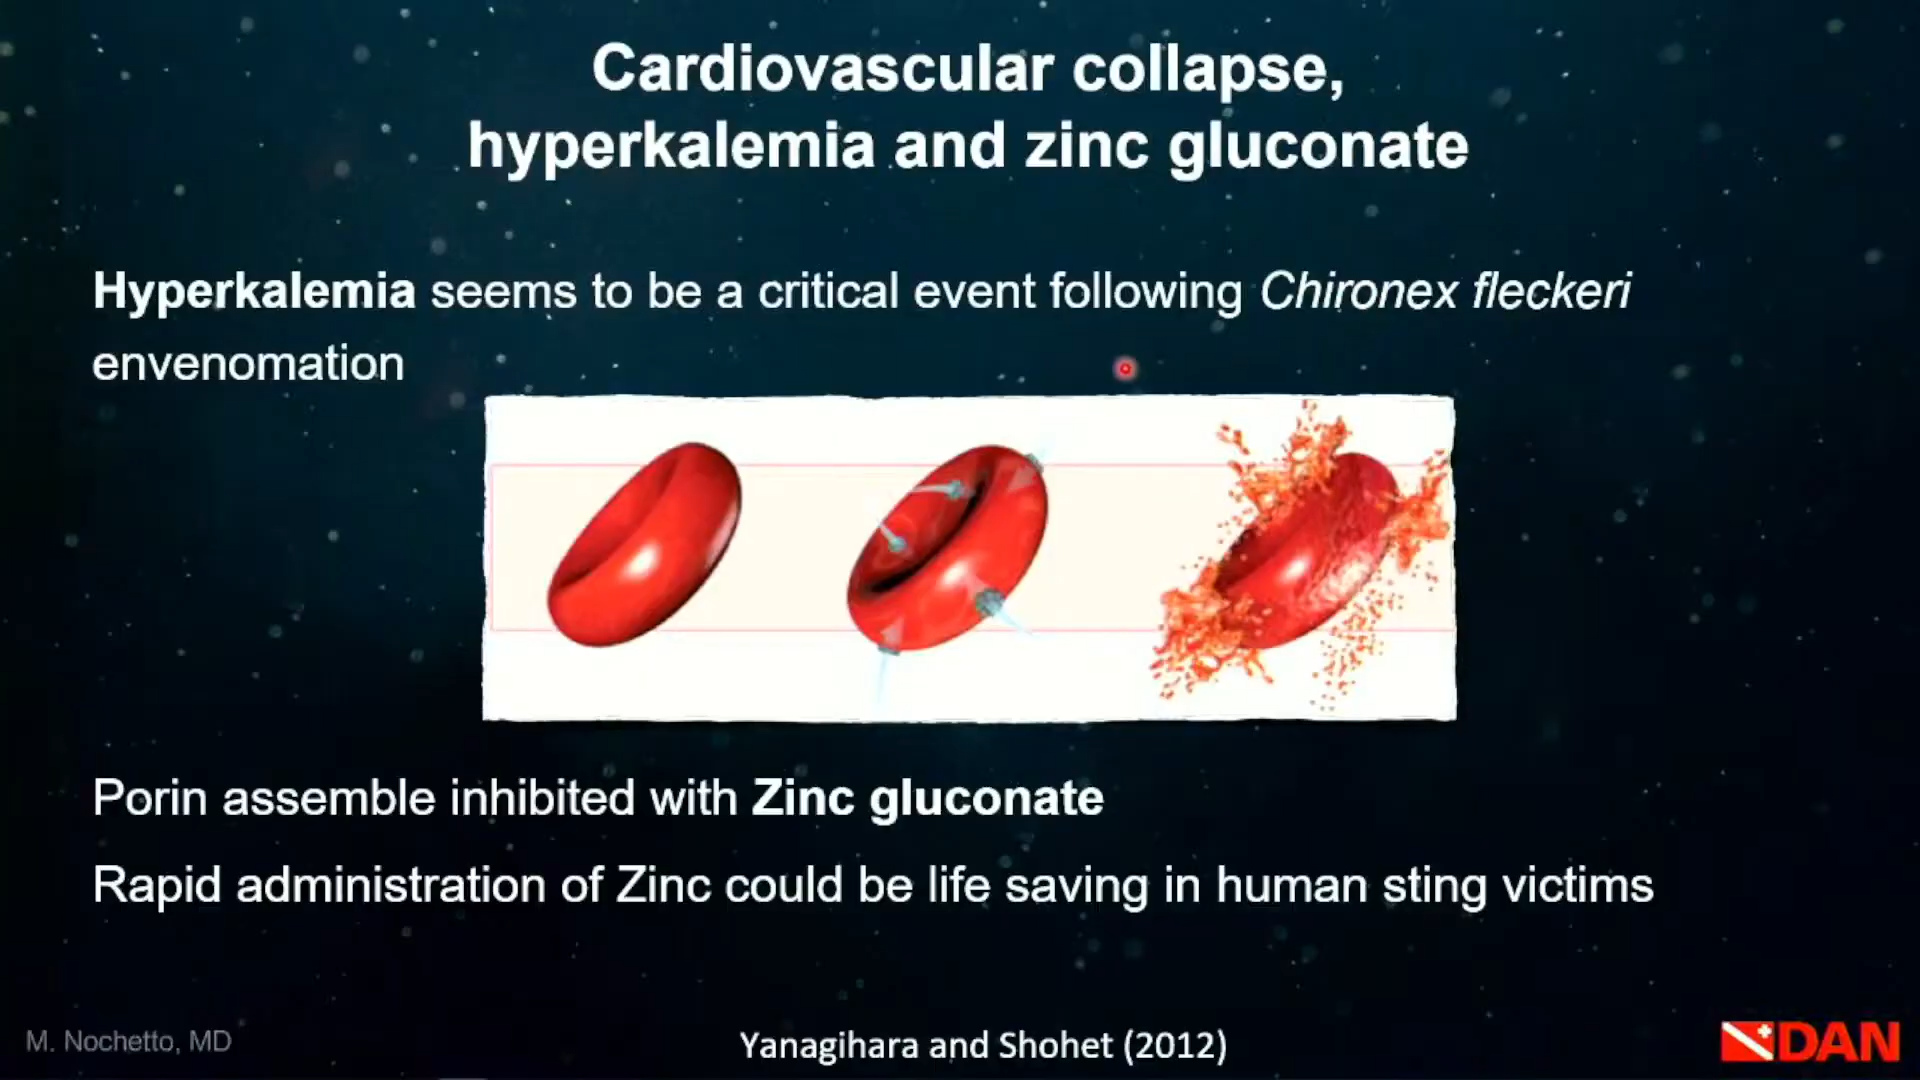 Cardiovascular collapse,
hyperkalemia and zinc gluconate
Hyperkalemia seems to be a critical event following Chironex fleckeri
envenomation
Porin assemble inhibited with Zinc gluconate
Rapid administration of Zinc could be life saving in human sting victims
M. Nochetto, MD
Yanagihara and Shohet (2012)
DAN